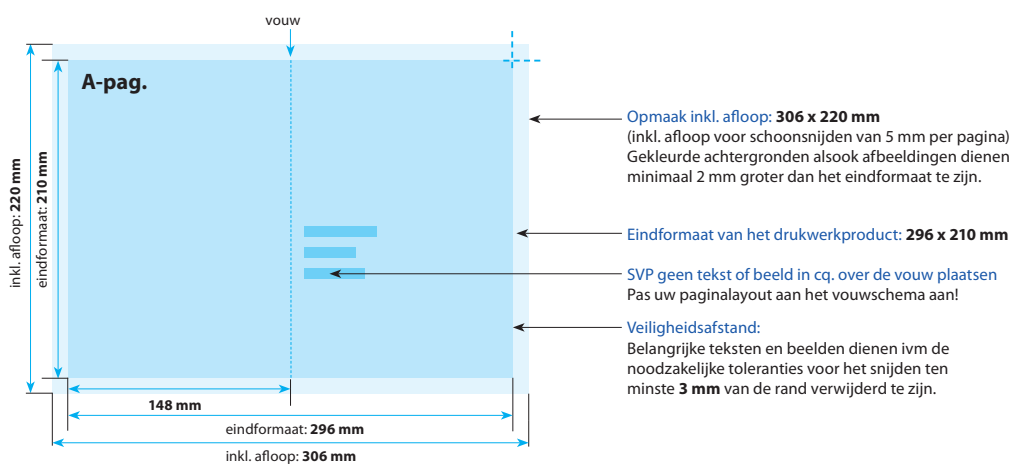 vouw
A-pag.
Opmaak inkl. afloop: 306 x 220 mm
(inkl. afloop voor schoonsnijden van 5 mm per pagina)
Gekleurde achtergronden alsook afbeeldingen dienen
minimaal 2 mm groter dan het eindformaat te zijn.
inkl. afloop: 220 mm
eindformaat: 210 mm
Eindformaat van het drukwerkproduct: 296 x 210 mm
SVP geen tekst of beeld in cq. over de vouw plaatsen
Pas uw paginalayout aan het vouwschema aan!
Veiligheidsafstand:
Belangrijke teksten en beelden dienen ivm de
noodzakelijke toleranties voor het snijden ten
minste 3 mm van de rand verwijderd te zijn.
148 mm
eindformaat: 296 mm
inkl. afloop: 306 mm